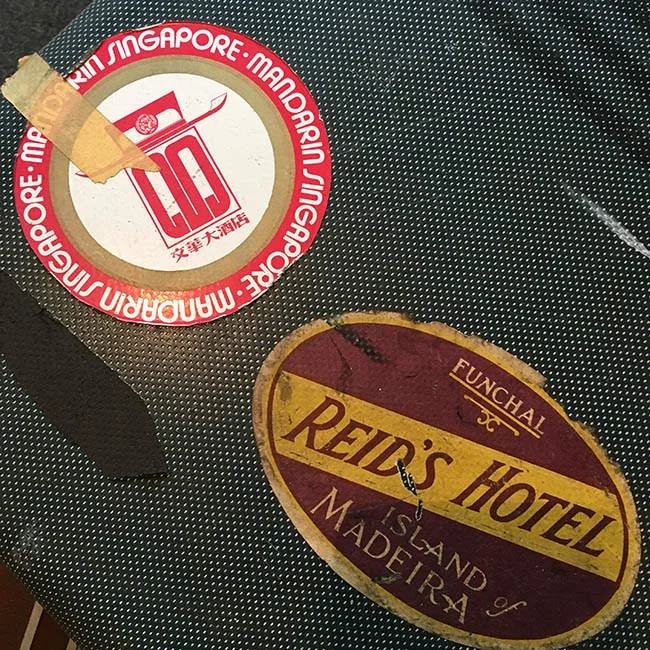 MANDARIN SINGAPORE · MANDARIN SINGAPORE · MANDARIN SINGAPORE ·
文華大酒店
FUNCHAL
REID'S HOTEL
ISLAND of
MADEIRA